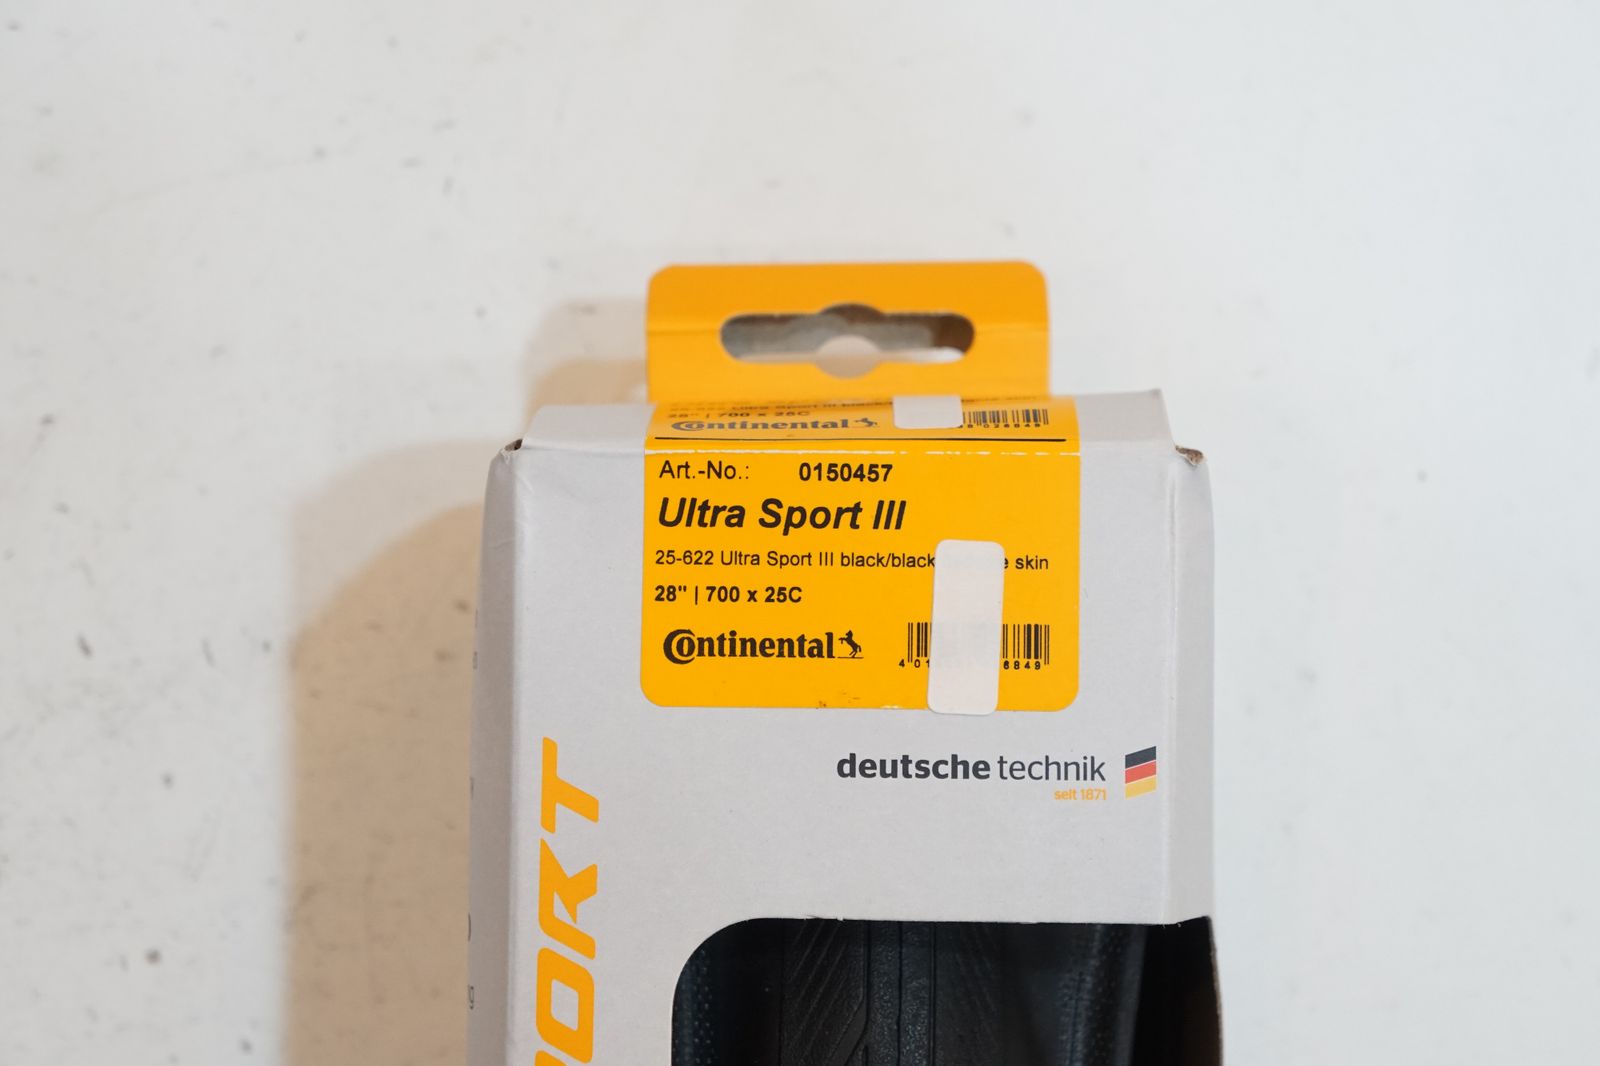 28" | 700 x 25C
Continental
Art.-No.: 0150457
Ultra Sport III
25-622 Ultra Sport III black/black skin
28" | 700 x 25C
Continental
6849
deutsche technik
seit 1871
PORT